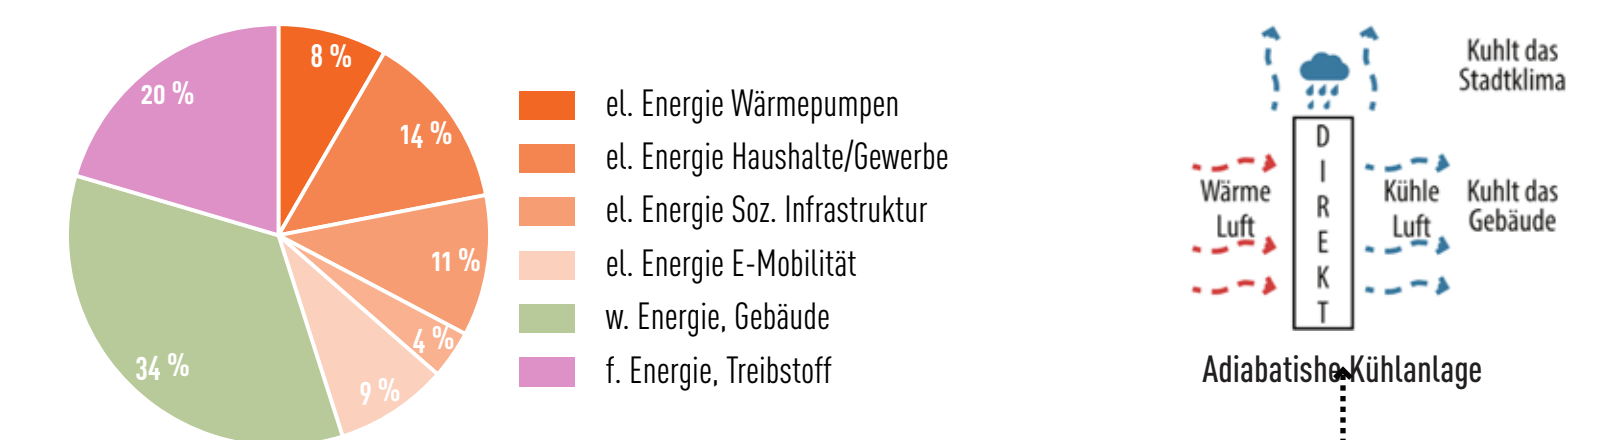 8 %
14 %
11 %
4 %
9 %
34 %
20 %
el. Energie Wärmepumpen
el. Energie Haushalte/Gewerbe
el. Energie Soz. Infrastruktur
el. Energie E-Mobilität
w. Energie, Gebäude
f. Energie, Treibstoff
Kuhlt das
Stadtklima
DIREKT
Wärme
Luft
Kühle
Luft
Kuhlt das
Gebäude
Adiabatishe Kühlanlage